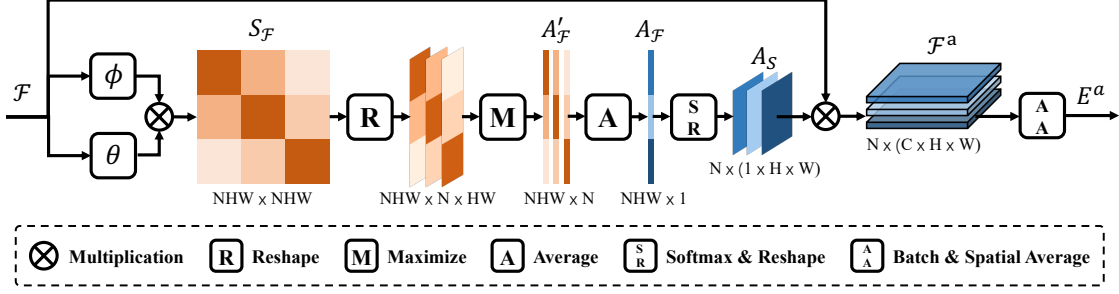 S_ℱ
A′_ℱ
A_ℱ
A_S
ℱ^a
ℱ
ϕ
θ
R
M
A
S
R
A
A
E^a
NHW x NHW
NHW x N x HW
NHW x N
NHW x 1
N x (1 x H x W)
N x (C x H x W)
Multiplication
R Reshape
M Maximize
A Average
S
R Softmax & Reshape
A
A Batch & Spatial Average